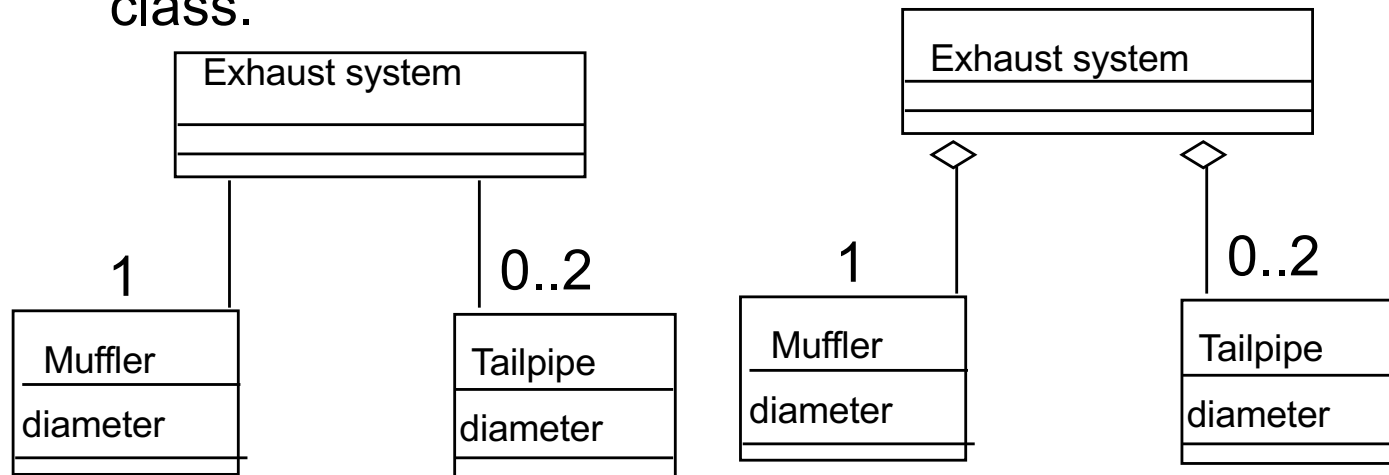 class.
Exhaust system
1
0..2
Muffler
diameter
Tailpipe
diameter
Exhaust system
1
0..2
Muffler
diameter
Tailpipe
diameter